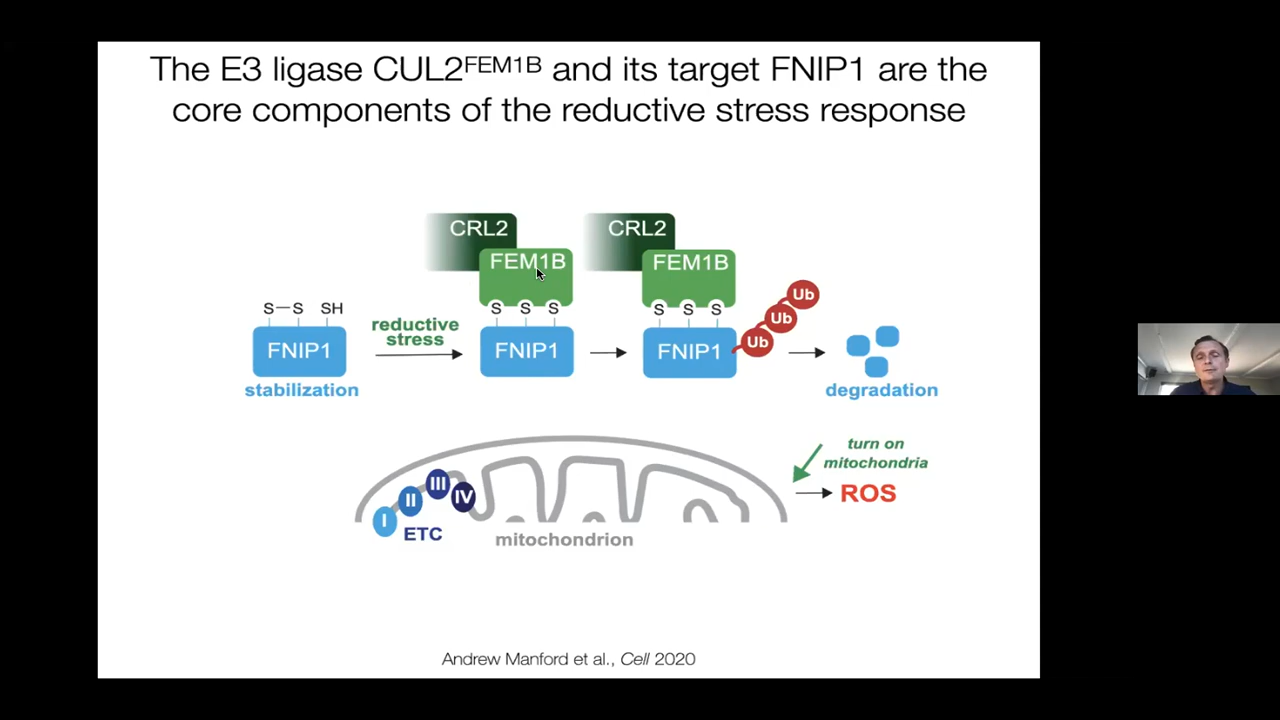 The E3 ligase CUL2FEM1B and its target FNIP1 are the
core components of the reductive stress response
CRL2
CRL2
FEM1B
FEM1B
S—S SH
reductive
stress
S S S
S S S
Ub
Ub
Ub
FNIP1
FNIP1
FNIP1
stabilization
degradation
turn on
mitochondria
ROS
I
II
III
IV
ETC
mitochondrion
Andrew Manford et al., Cell 2020